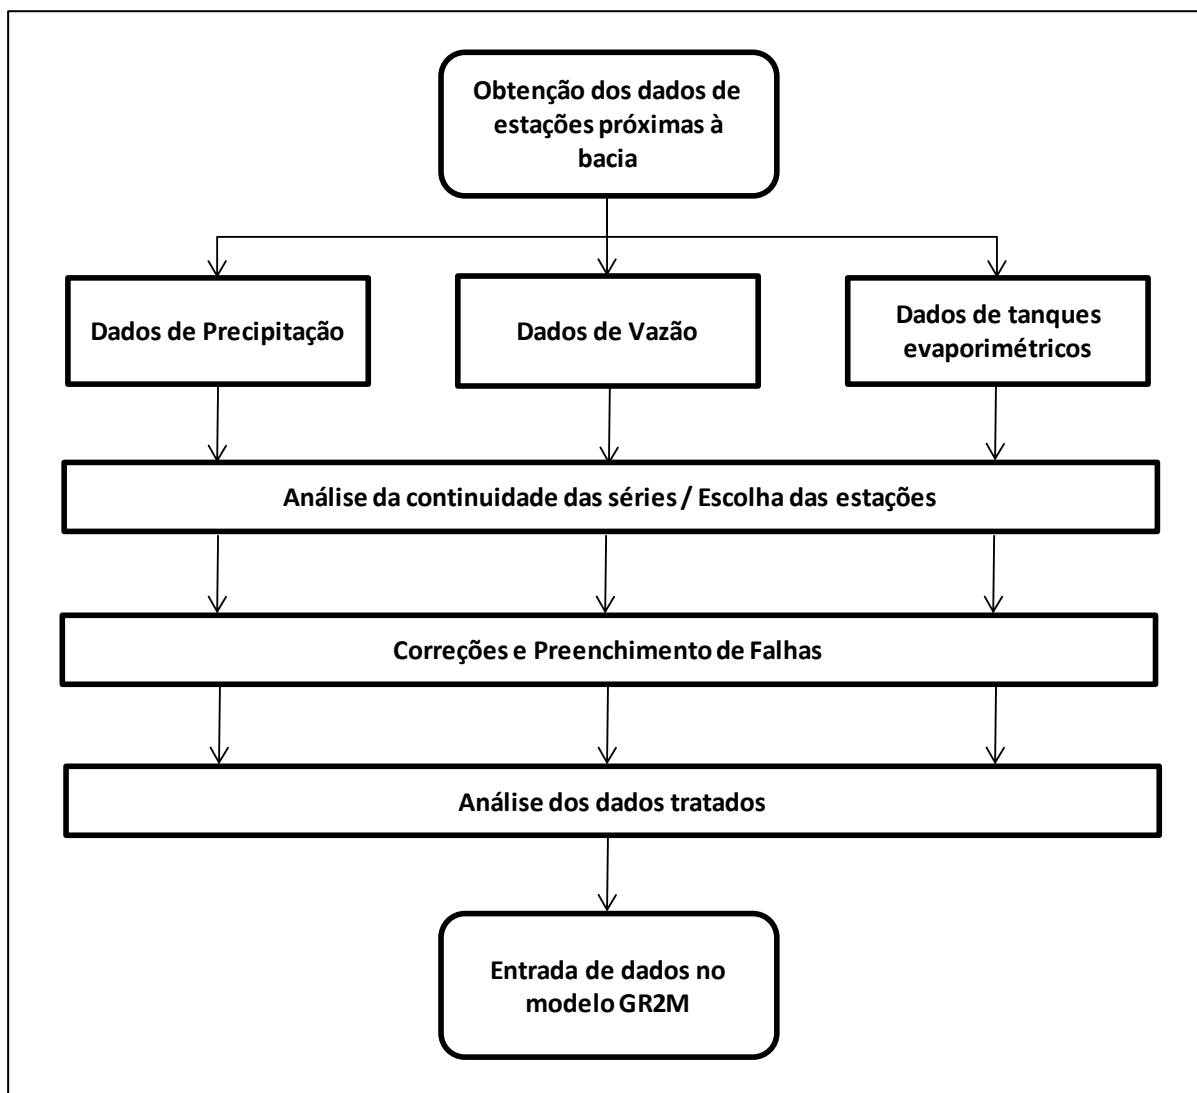 Obtenção dos dados de
estações próximas à
bacia
Dados de Precipitação
Dados de Vazão
Dados de tanques
evaporimétricos
Análise da continuidade das séries / Escolha das estações
Correções e Preenchimento de Falhas
Análise dos dados tratados
Entrada de dados no
modelo GR2M